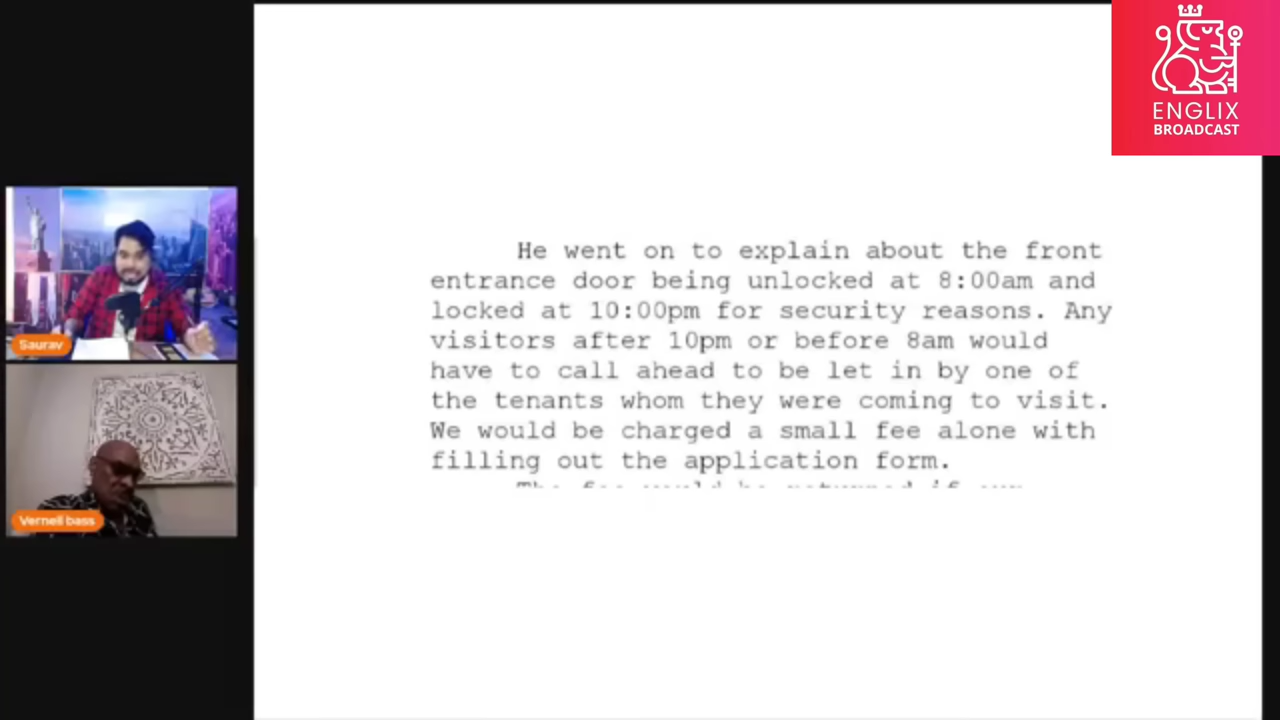 ENGLIX
BROADCAST
He went on to explain about the front
entrance door being unlocked at 8:00am and
locked at 10:00pm for security reasons. Any
visitors after 10pm or before 8am would
have to call ahead to be let in by one of
the tenants whom they were coming to visit.
We would be charged a small fee alone with
filling out the application form.
Saurav
Vernell bass